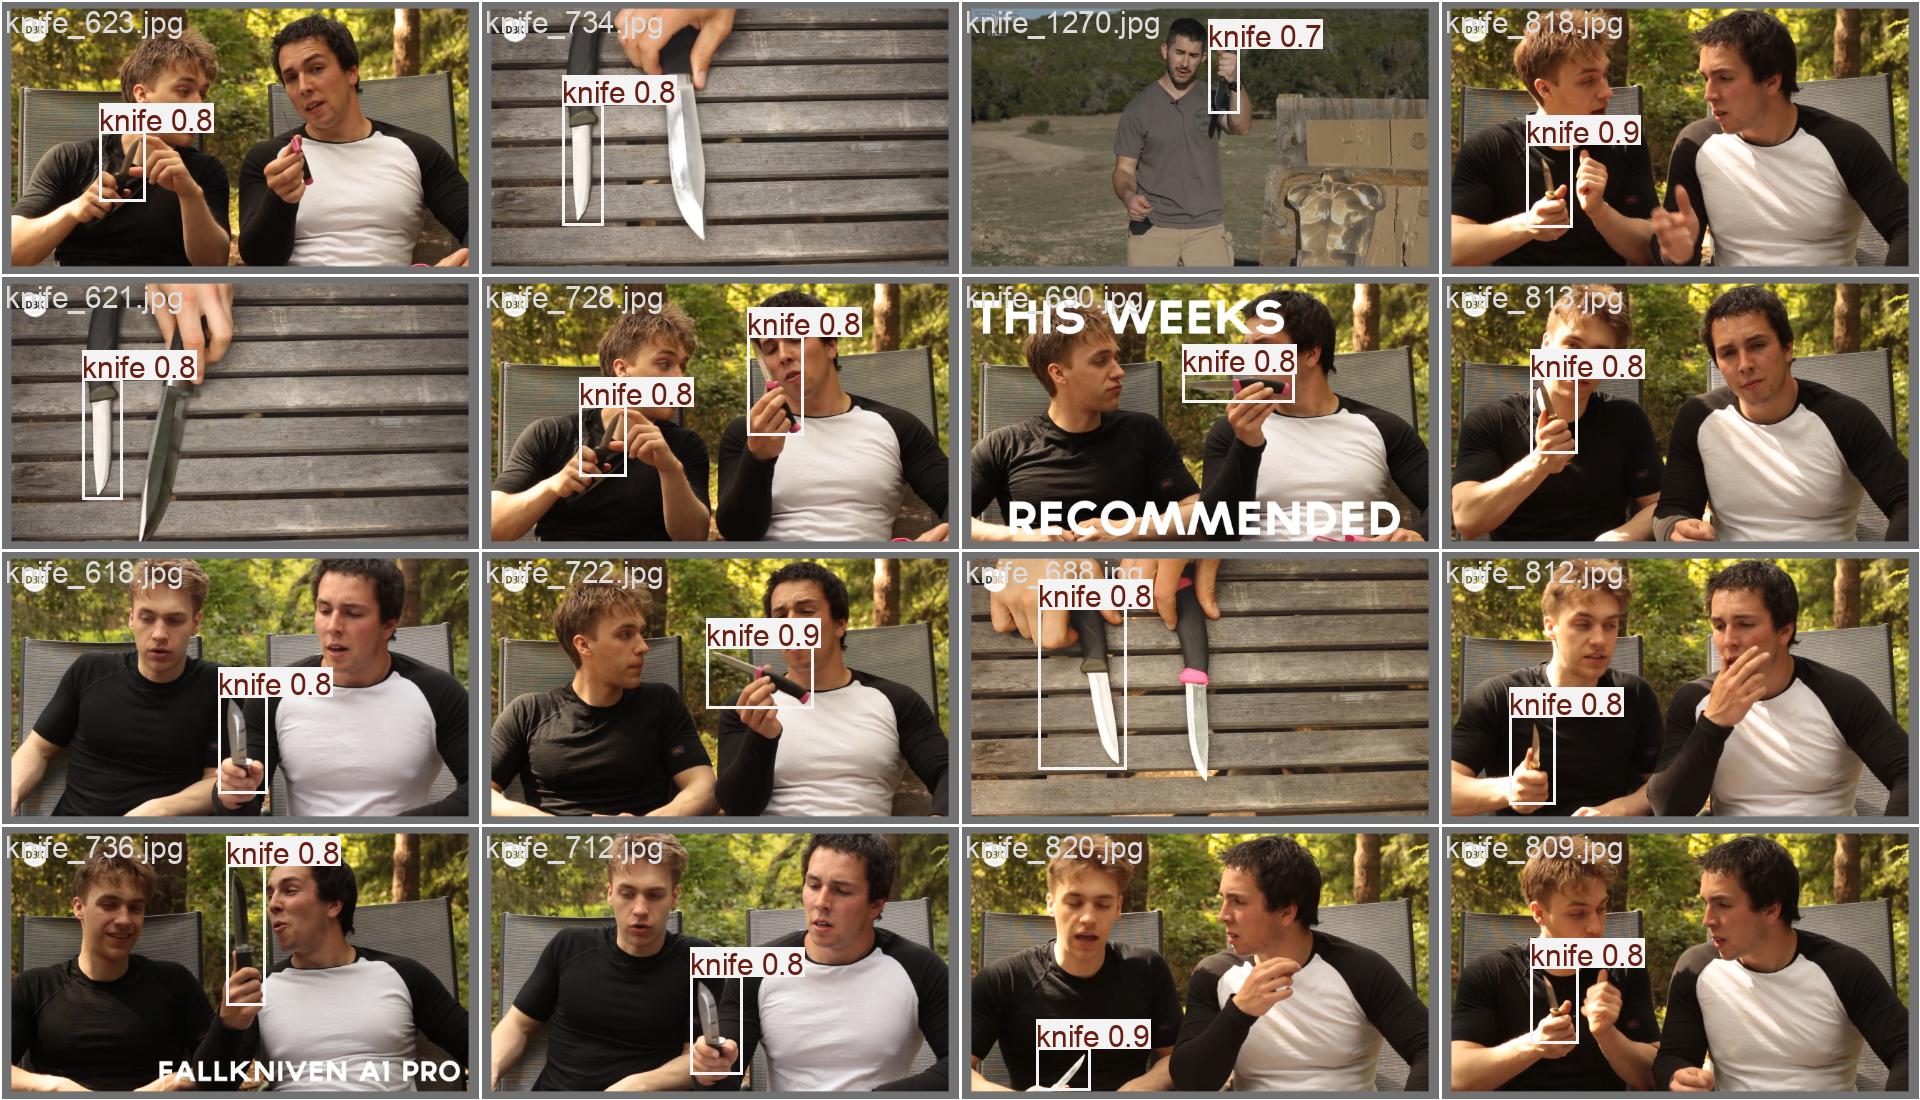 knife_623.jpg
knife 0.8
knife_734.jpg
knife 0.8
knife_1270.jpg
knife 0.7
knife_818.jpg
knife 0.9
knife_621.jpg
knife 0.8
knife_728.jpg
knife 0.8
knife 0.8
knife_690.jpg
THIS WEEKS
knife 0.8
RECOMMENDED
knife_813.jpg
knife 0.8
knife_618.jpg
knife 0.8
knife_722.jpg
knife 0.9
knife_688.jpg
knife 0.8
knife_812.jpg
knife 0.8
knife_736.jpg
knife 0.8
FALLKNIVEN A1 PRO
knife_712.jpg
knife 0.8
knife_820.jpg
knife 0.9
knife_809.jpg
knife 0.8